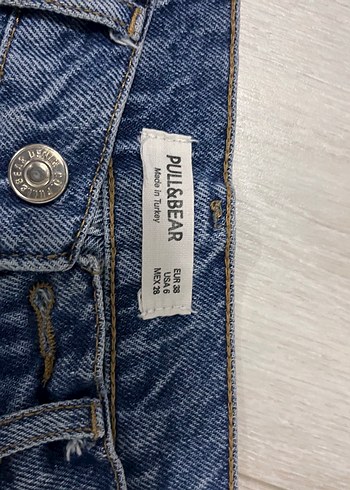 PULL&BEAR
Made in Turkey
EUR 38
USA 6
MEX 28